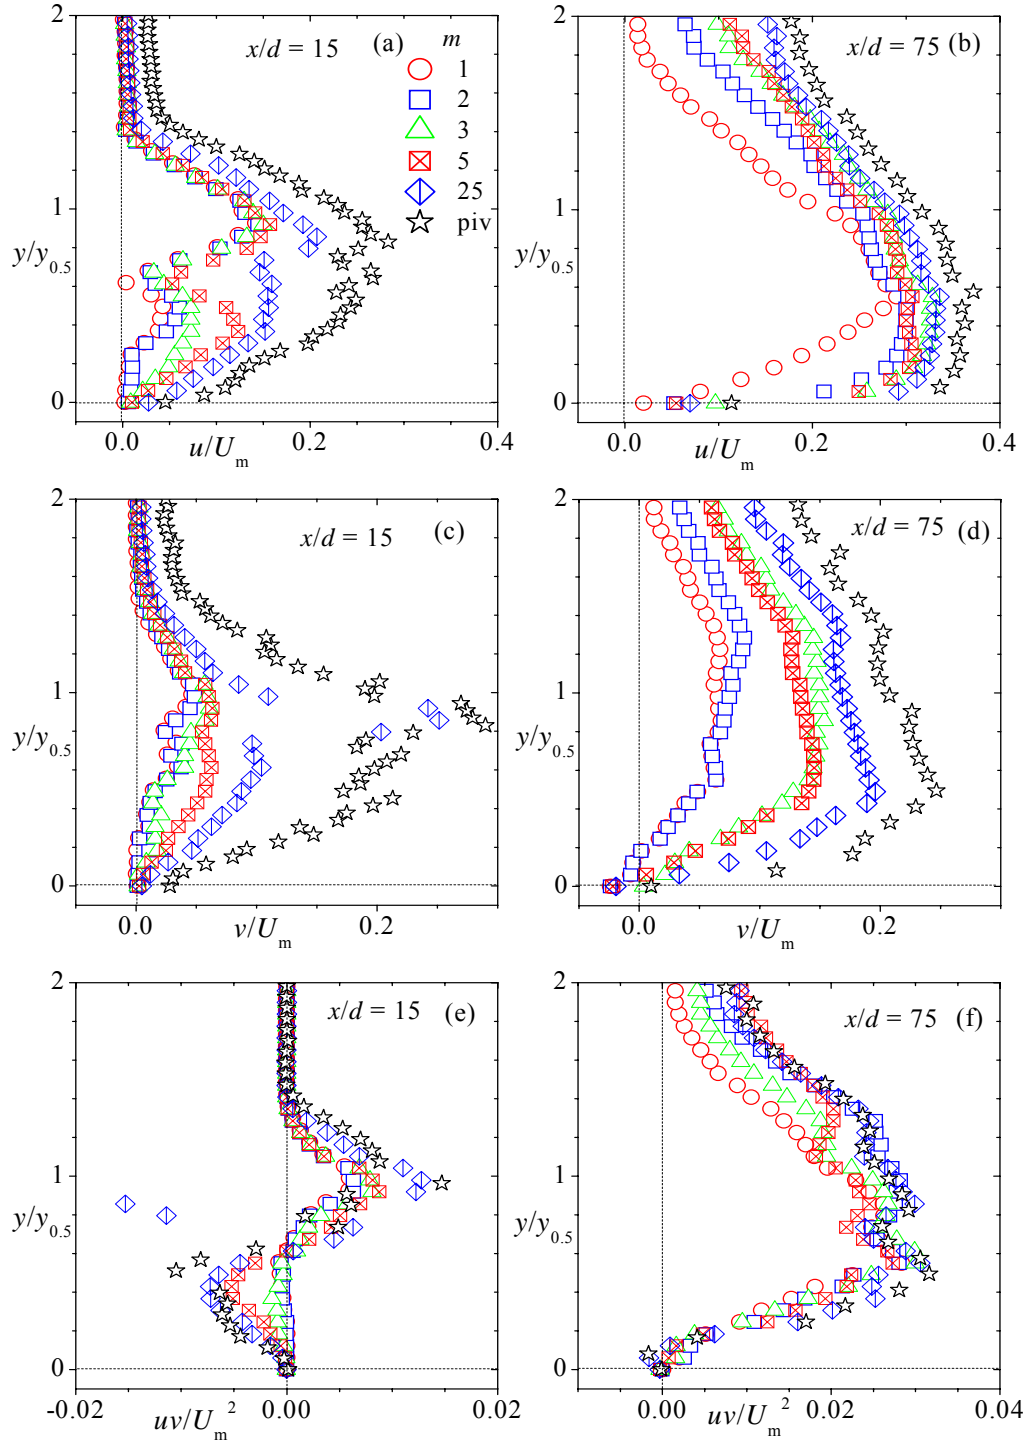 x/d = 15 (a) m
1
2
3
5
25
piv
2
1
0
y/y0.5
0.0 0.2 0.4
u/Um
x/d = 75 (b)
2
1
0
y/y0.5
0.0 0.2 0.4
u/Um
x/d = 15 (c)
2
1
0
y/y0.5
0.0 0.2
v/Um
x/d = 75 (d)
2
1
0
y/y0.5
0.0 0.2
v/Um
x/d = 15 (e)
2
1
0
y/y0.5
-0.02 0.00 0.02
uv/Um2
x/d = 75 (f)
2
1
0
y/y0.5
0.00 0.02 0.04
uv/Um2